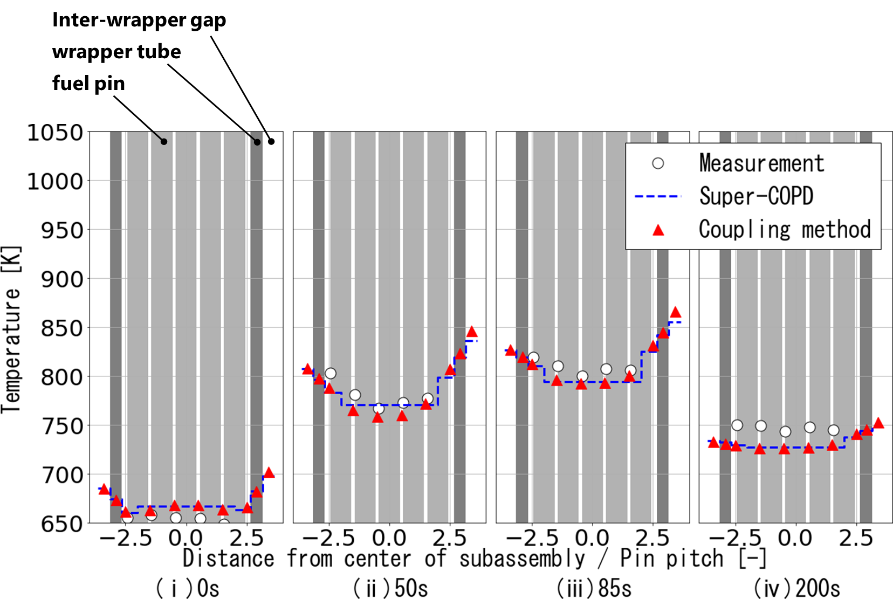 Inter-wrapper gap
wrapper tube
fuel pin
Temperature [K]
1050
1000
950
900
850
800
750
700
650
Measurement
Super-COPD
Coupling method
−2.5 0.0 2.5 −2.5 0.0 2.5 −2.5 0.0 2.5 −2.5 0.0 2.5
Distance from center of subassembly / Pin pitch [-]
(ⅰ)0s (ⅱ)50s (ⅲ)85s (ⅳ)200s